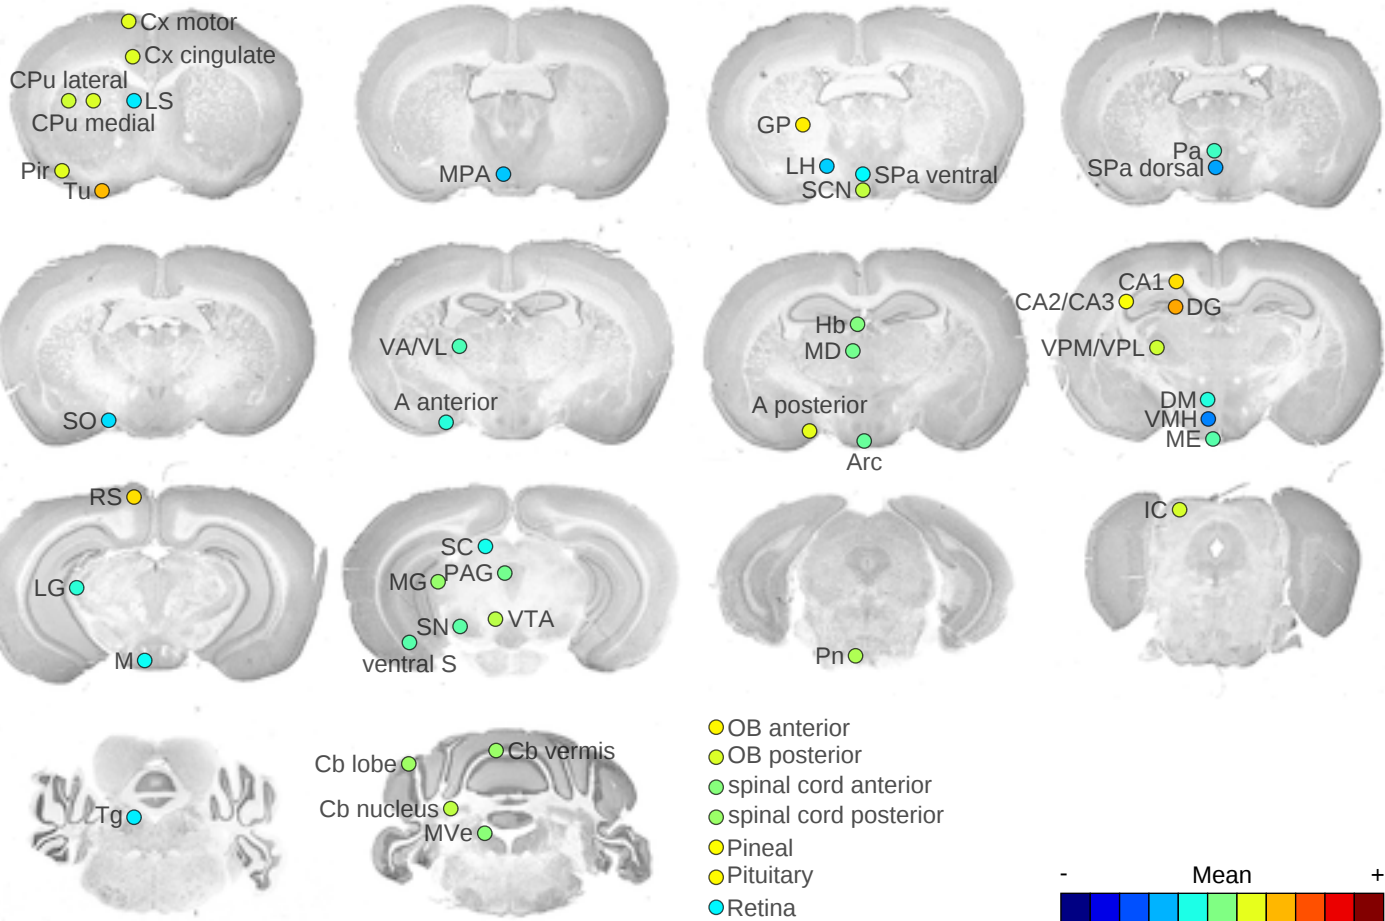 Cx motor
Cx cingulate
CPu lateral
LS
CPu medial
Pir
Tu
MPA
GP
LH
SPa ventral
SCN
Pa
SPa dorsal
SO
VA/VL
A anterior
Hb
MD
A posterior
Arc
CA1
CA2/CA3
DG
VPM/VPL
DM
VMH
ME
RS
LG
M
SC
PAG
MG
VTA
SN
ventral S
Pn
IC
Tg
Cb vermis
Cb lobe
Cb nucleus
MVe
OB anterior
OB posterior
spinal cord anterior
spinal cord posterior
Pineal
Pituitary
Retina
- Mean +